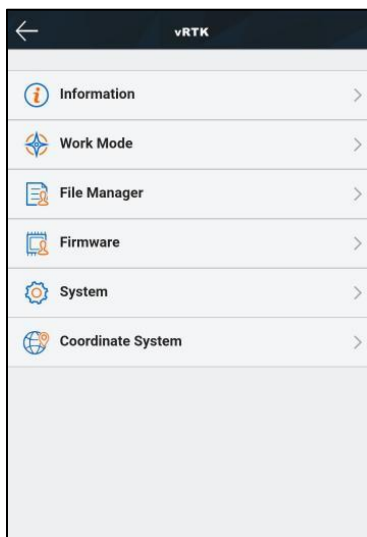 vRTK
Information
Work Mode
File Manager
Firmware
System
Coordinate System